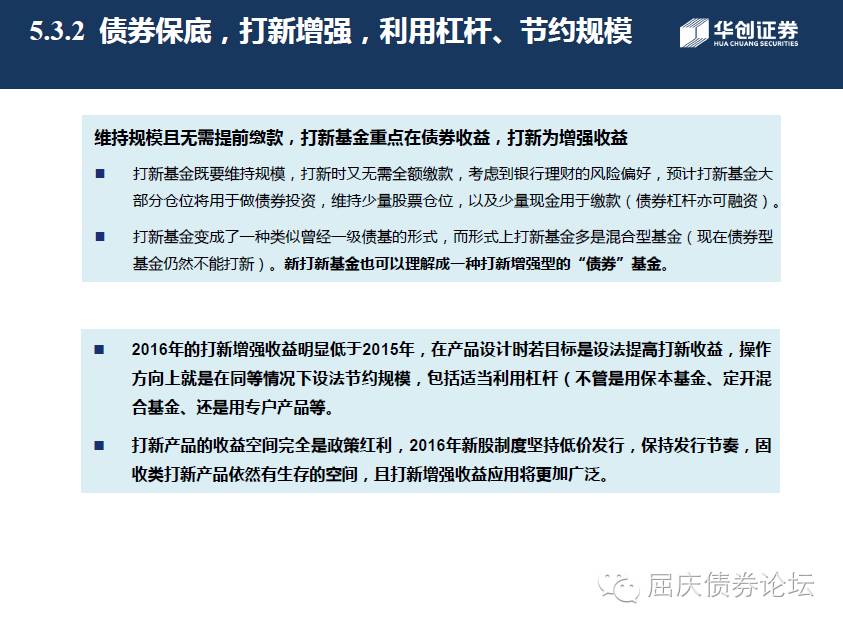 5.3.2 债券保底，打新增强，利用杠杆、节约规模
华创证券
HUA CHUANG SECURITIES
维持规模且无需提前缴款，打新基金重点在债券收益，打新为增强收益
■ 打新基金既要维持规模，打新时又无需全额缴款，考虑到银行理财的风险偏好，预计打新基金大
部分仓位将用于做债券投资，维持少量股票仓位，以及少量现金用于缴款（债券杠杆亦可融资）。
■ 打新基金变成了一种类似曾经一级债基的形式，而形式上打新基金多是混合型基金（现在债券型
基金仍然不能打新）。新打新基金也可以理解成一种打新增强型的“债券”基金。
■ 2016年的打新增强收益明显低于2015年，在产品设计时若目标是设法提高打新收益，操作
方向上就是在同等情况下设法节约规模，包括适当利用杠杆（不管是用保本基金、定开混
合基金、还是用专户产品等。
■ 打新产品的收益空间完全是政策红利，2016年新股制度坚持低价发行，保持发行节奏，固
收类打新产品依然有生存的空间，且打新增强收益应用将更加广泛。
屈庆债券论坛